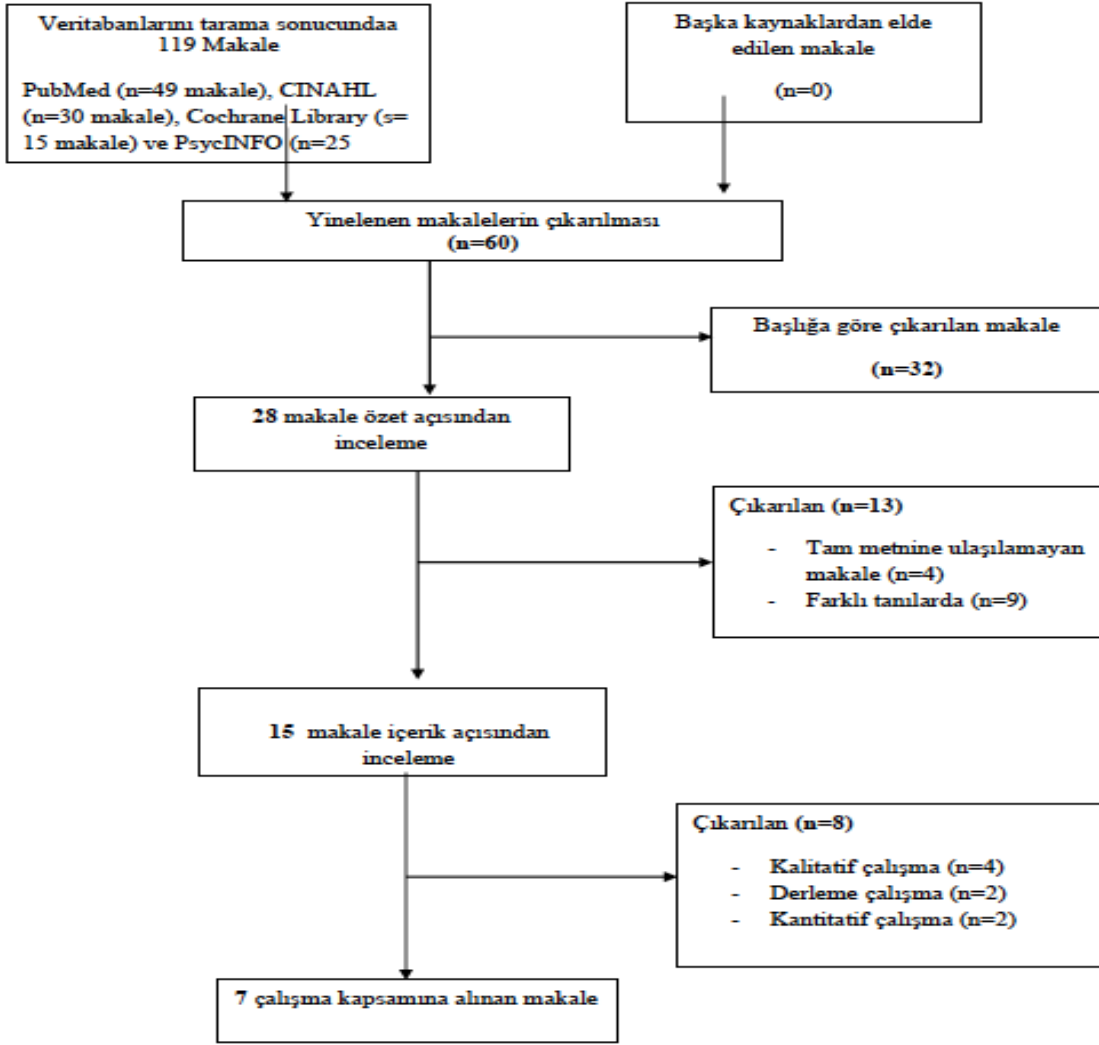 Veritabanlarını tarama sonucundaa
119 Makale
PubMed (n=49 makale), CINAHL
(n=30 makale), Cochrane Library (s=
15 makale) ve PsycINFO (n=25
Başka kaynaklardan elde
edilen makale
(n=0)
Yinelenen makalelerin çıkarılması
(n=60)
Başlığa göre çıkarılan makale
(n=32)
28 makale özet açısından
inceleme
Çıkarılan (n=13)
- Tam metnine ulaşılamayan
makale (n=4)
- Farklı tanılarda (n=9)
15 makale içerik açısından
inceleme
Çıkarılan (n=8)
- Kalitatif çalışma (n=4)
- Derleme çalışma (n=2)
- Kantitatif çalışma (n=2)
7 çalışma kapsamına alınan makale